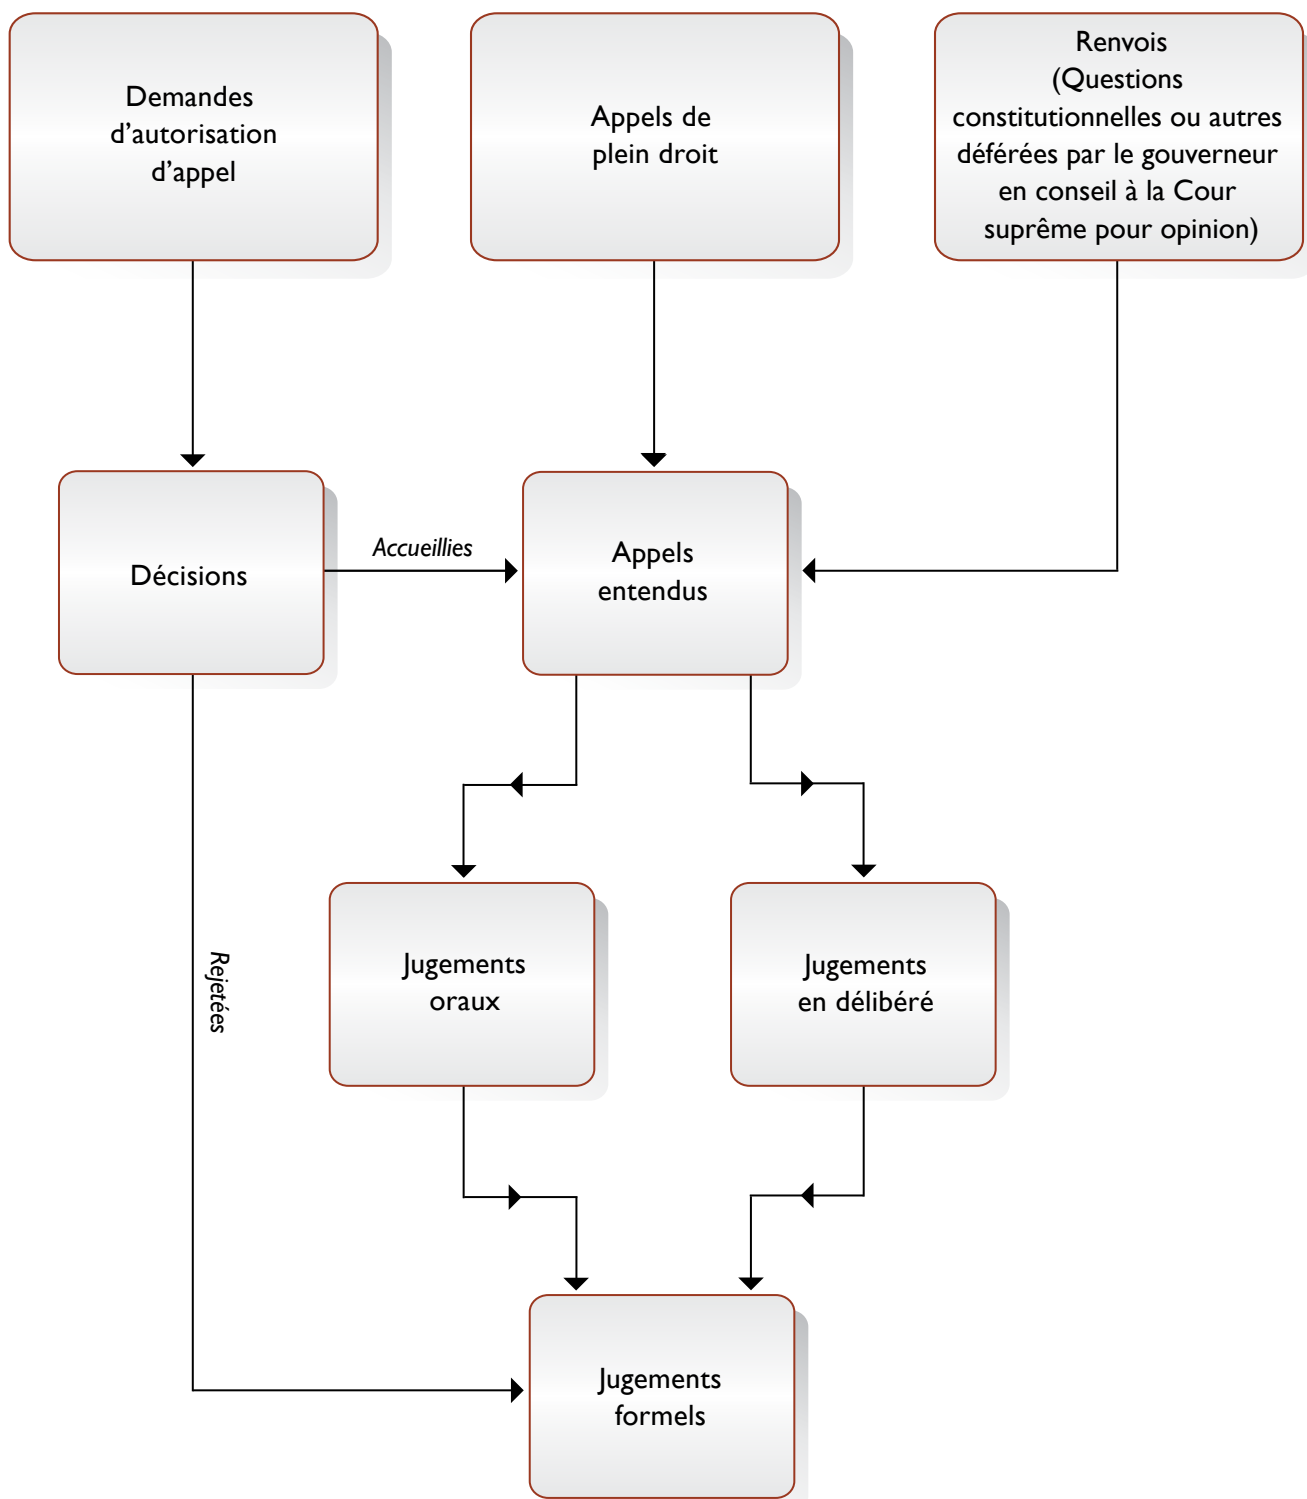 Demandes
d’autorisation
d’appel
Appels de
plein droit
Renvois
(Questions
constitutionnelles ou autres
déférées par le gouverneur
en conseil à la Cour
suprême pour opinion)
Décisions
Accueillies
Appels
entendus
Rejetées
Jugements
oraux
Jugements
en délibéré
Jugements
formels